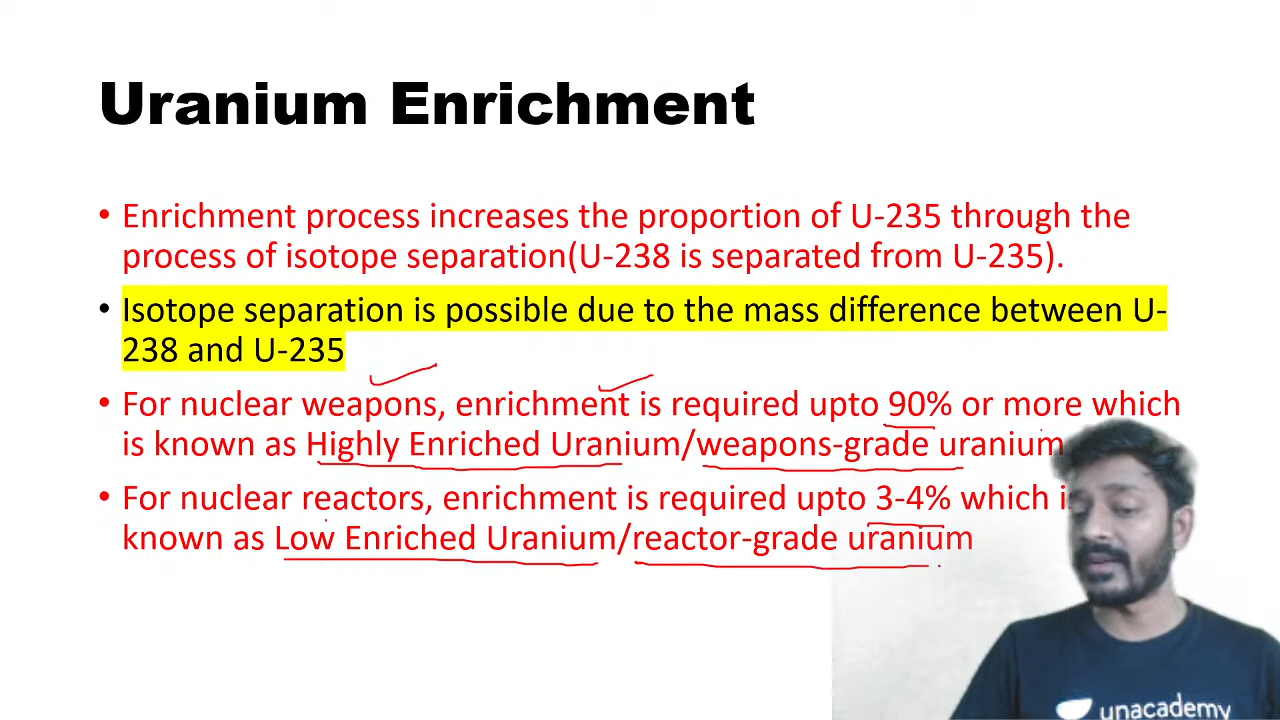 Uranium Enrichment
• Enrichment process increases the proportion of U-235 through the
process of isotope separation(U-238 is separated from U-235).
• Isotope separation is possible due to the mass difference between U-
238 and U-235
• For nuclear weapons, enrichment is required upto 90% or more which
is known as Highly Enriched Uranium/weapons-grade uranium
• For nuclear reactors, enrichment is required upto 3-4% which
known as Low Enriched Uranium/reactor-grade uranium
unacademy